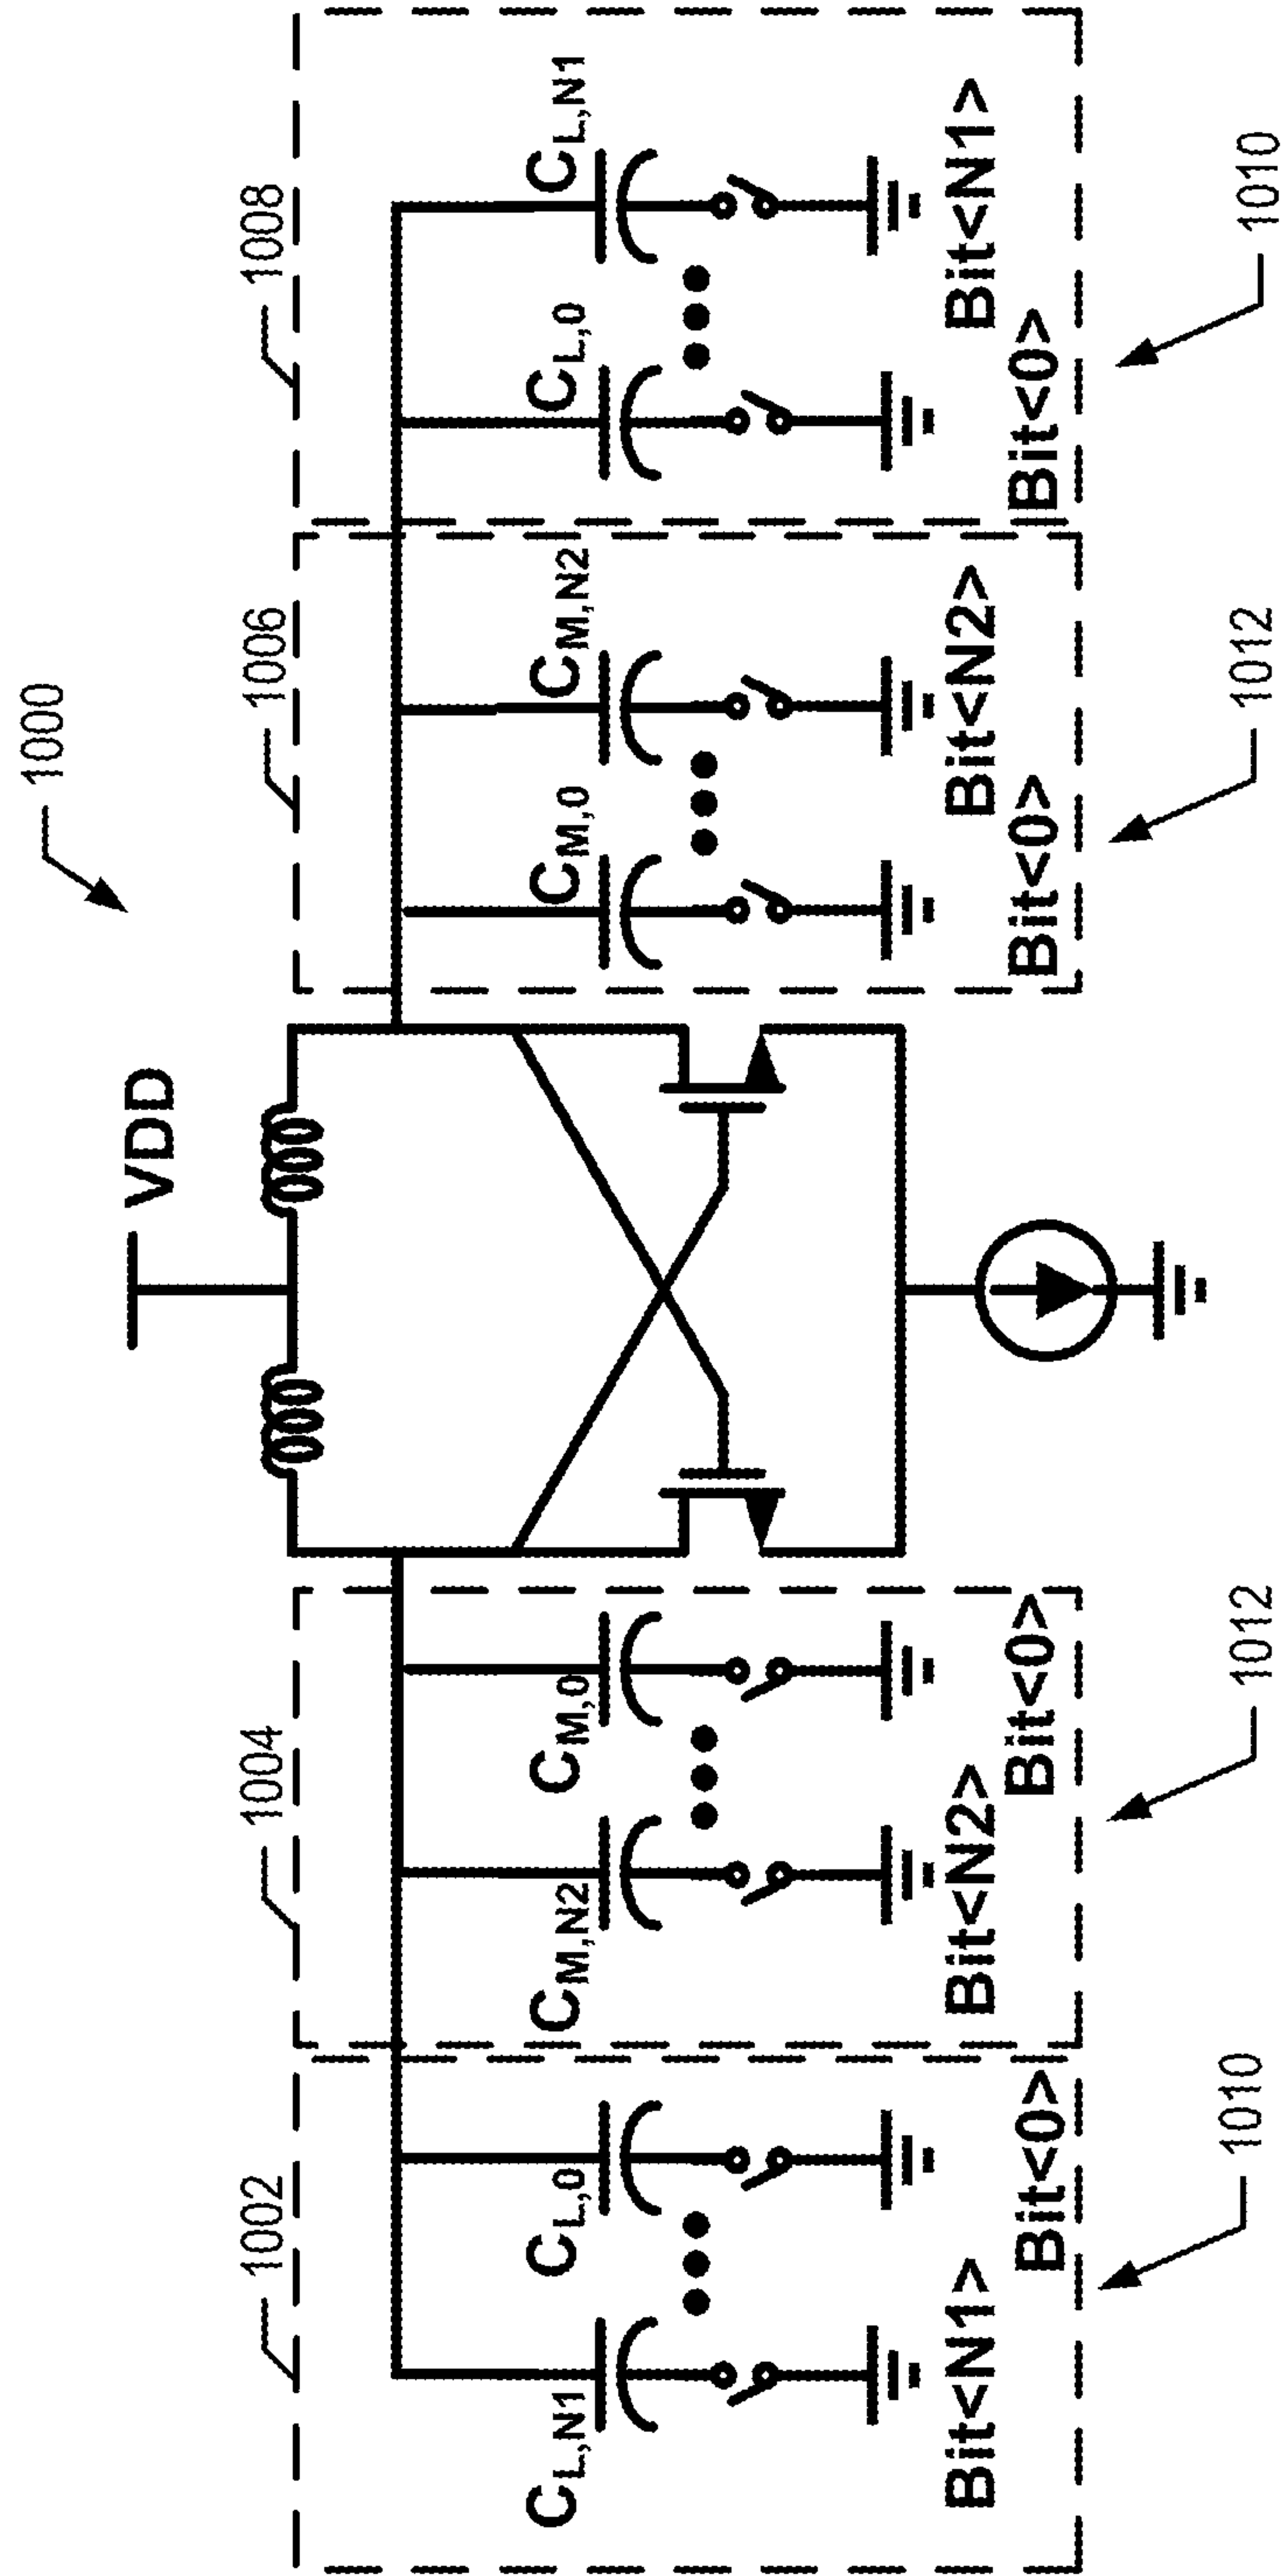 1000
VDD
1002
1004
1006
1008
C_L,N1
C_L,0
C_M,N2
C_M,0
C_M,0
C_M,N2
C_L,0
C_L,N1
Bit<N1>
Bit<0>
Bit<N2>
Bit<0>
Bit<0>
Bit<N2>
Bit<0>
Bit<N1>
1010
1012
1012
1010